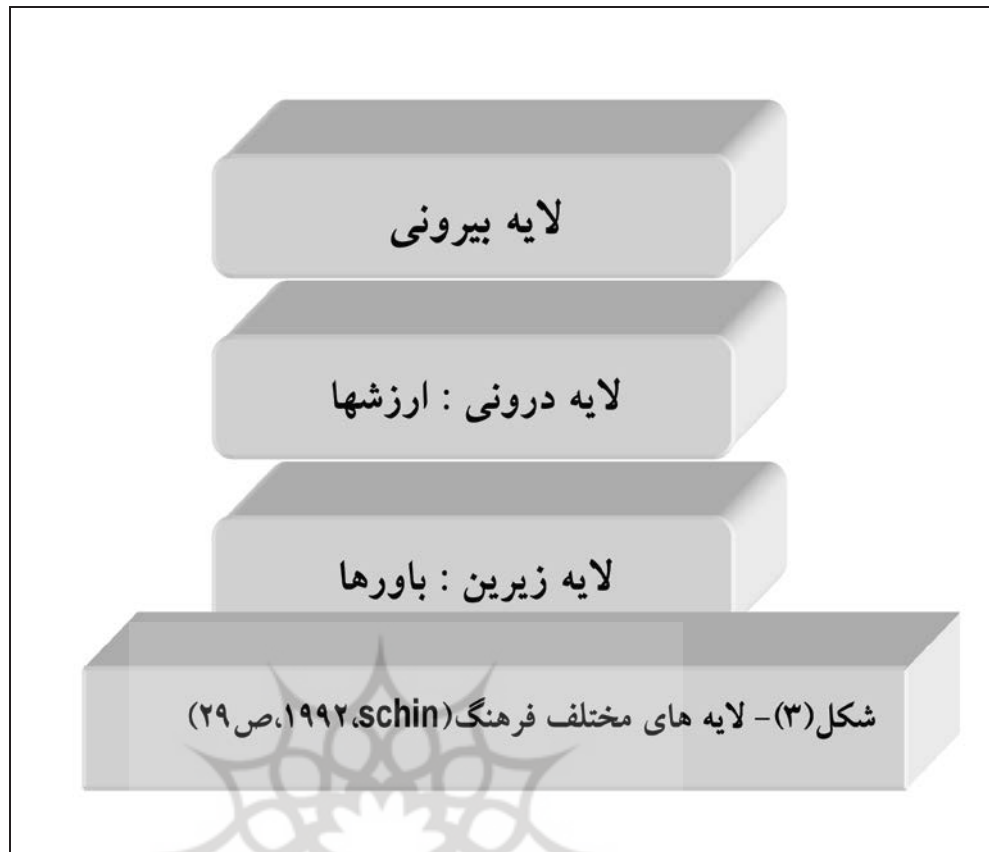 لایه بیرونی
لایه درونی : ارزشها
لایه زیرین : باورها
شکل(۳)- لایه های مختلف فرهنگ(schin،۱۹۹۲،ص۲۹)